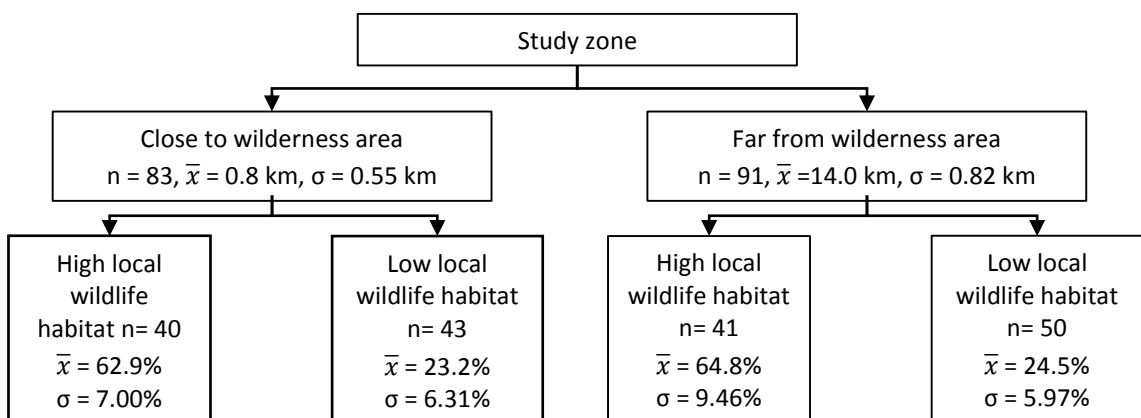 Study zone
Close to wilderness area
n = 83, x̅ = 0.8 km, σ = 0.55 km
Far from wilderness area
n = 91, x̅ =14.0 km, σ = 0.82 km
High local
wildlife
habitat n= 40
x̅ = 62.9%
σ = 7.00%
Low local
wildlife habitat
n= 43
x̅ = 23.2%
σ = 6.31%
High local
wildlife habitat
n= 41
x̅ = 64.8%
σ = 9.46%
Low local
wildlife habitat
n= 50
x̅ = 24.5%
σ = 5.97%